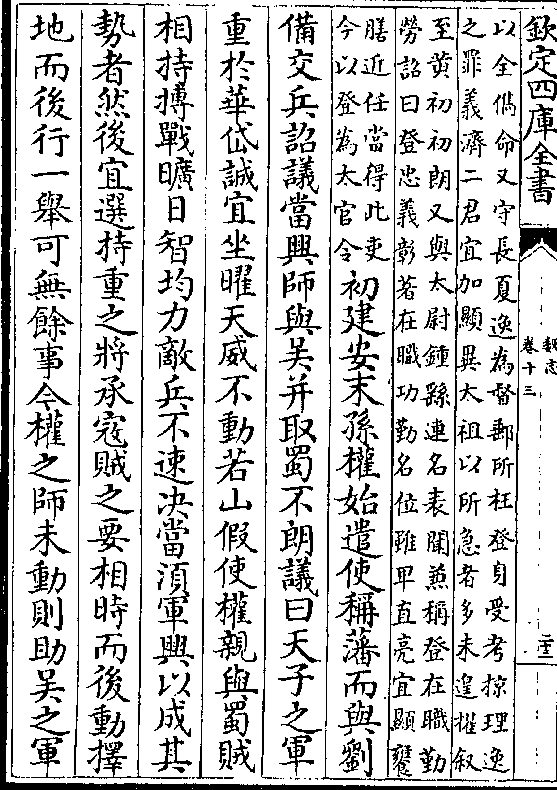 欽定四庫全書
魏志
卷十三
以全儁命又守長夏逸為督郵所枉登身受考掠理逸
之罪義濟二君宜加顯異太祖以所急者多未遑擢叙
至黄初初朗又與太尉鍾繇連名表聞兼稱登在職勤
勞詔曰登忠義彰著在職功勤名位雖卑直亮宜顯饔
膳近任當得此吏
今以登為太官令
初建安末孫權始遣使稱藩而與劉
備交兵詔議當興師與吳并取蜀不朗議曰天子之軍
重於華岱誠宜坐曜天威不動若山假使權親與蜀賊
相持搏戰曠日智均力敵兵不速决當須軍興以成其
勢者然後宜選持重之將承寇賊之要相時而後動擇
地而後行一舉可無餘事今權之師未動則助吳之軍